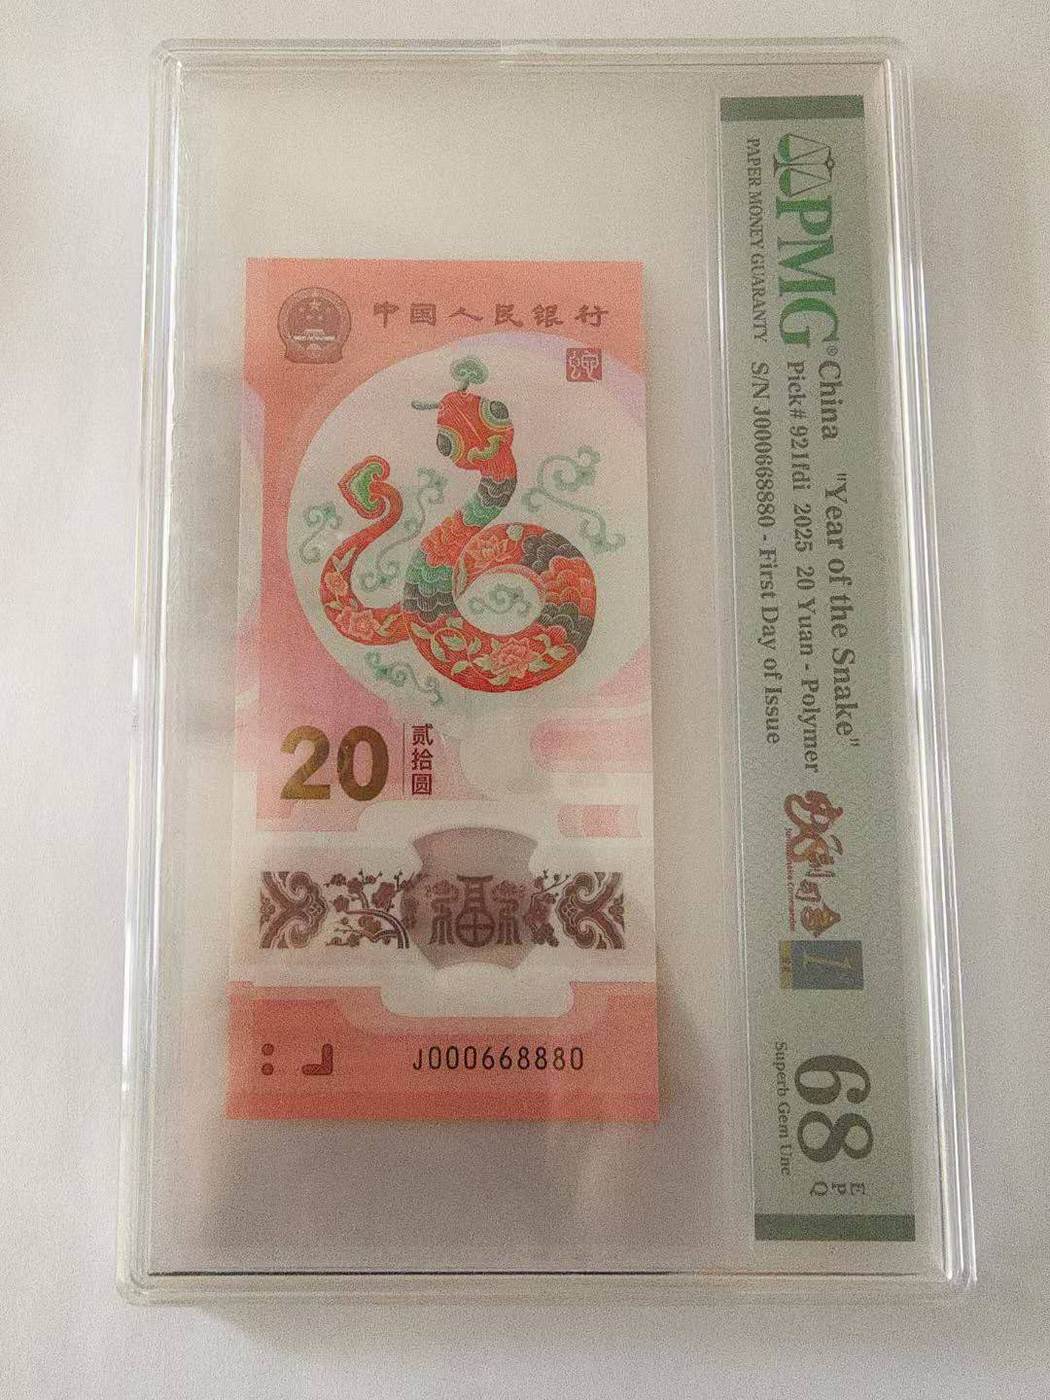 中国人民银行
20
贰拾圆
福
J000668880
PMG®
PAPER MONEY GUARANTY
China "Year of the Snake"
Pick# 921fdi 2025 20 Yuan - Polymer
S/N J000668880 - First Day of Issue
68
EPQ
Superb Gem Unc